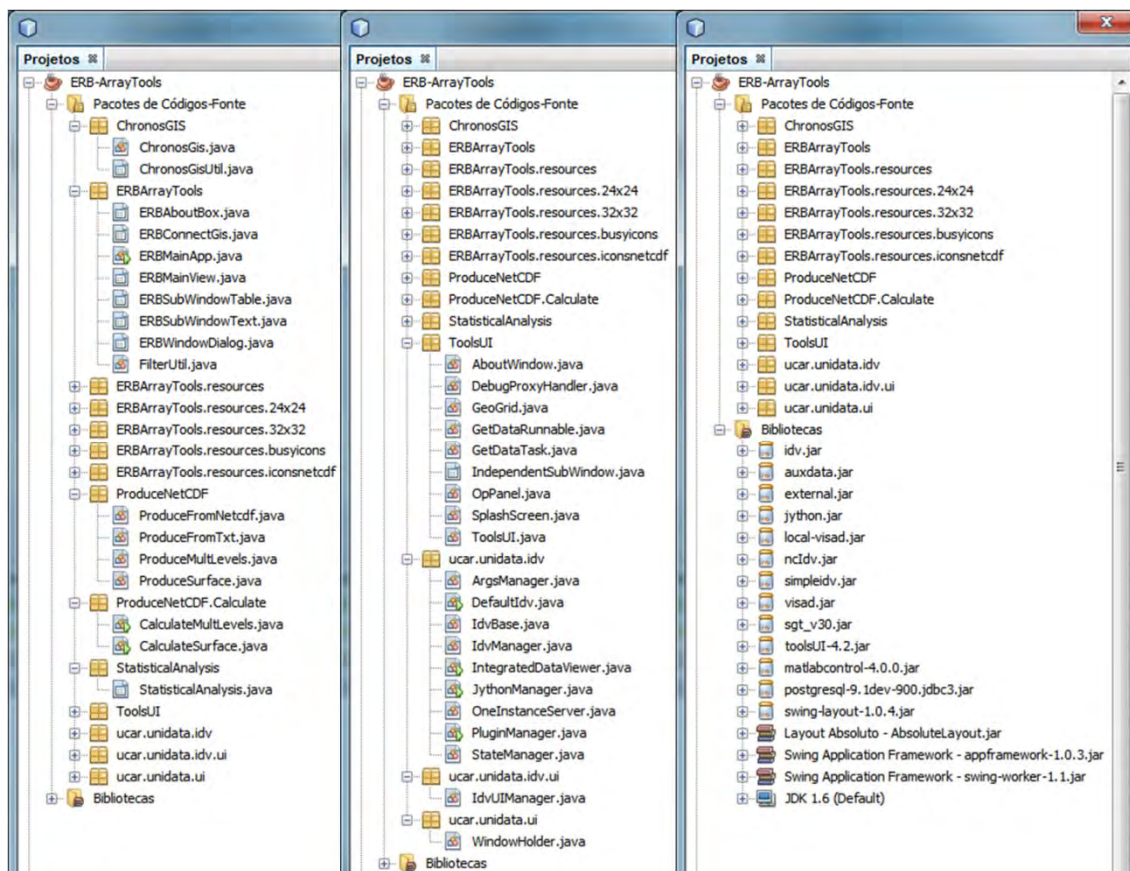 Projetos
ERB-ArrayTools
Pacotes de Códigos-Fonte
ChronosGIS
ChronosGis.java
ChronosGisUtil.java
ERBArrayTools
ERBAboutBox.java
ERBConnectGis.java
ERBMainApp.java
ERBMainView.java
ERBSubWindowTable.java
ERBSubWindowText.java
ERBWindowDialog.java
FilterUtil.java
ERBArrayTools.resources
ERBArrayTools.resources.24x24
ERBArrayTools.resources.32x32
ERBArrayTools.resources.busyicons
ERBArrayTools.resources.iconsnetcdf
ProduceNetCDF
ProduceFromNetcdf.java
ProduceFromTxt.java
ProduceMultLevels.java
ProduceSurface.java
ProduceNetCDF.Calculate
CalculateMultLevels.java
CalculateSurface.java
StatisticalAnalysis
StatisticalAnalysis.java
ToolsUI
ucar.unidata.idv
ucar.unidata.idv.ui
ucar.unidata.ui
Bibliotecas
Projetos
ERB-ArrayTools
Pacotes de Códigos-Fonte
ChronosGIS
ERBArrayTools
ERBArrayTools.resources
ERBArrayTools.resources.24x24
ERBArrayTools.resources.32x32
ERBArrayTools.resources.busyicons
ERBArrayTools.resources.iconsnetcdf
ProduceNetCDF
ProduceNetCDF.Calculate
StatisticalAnalysis
ToolsUI
AboutWindow.java
DebugProxyHandler.java
GeoGrid.java
GetDataRunnable.java
GetDataTask.java
IndependentSubWindow.java
OpPanel.java
SplashScreen.java
ToolsUI.java
ucar.unidata.idv
ArgsManager.java
DefaultIdv.java
IdvBase.java
IdvManager.java
IntegratedDataViewer.java
JythonManager.java
OneInstanceServer.java
PluginManager.java
StateManager.java
ucar.unidata.idv.ui
IdvUIManager.java
ucar.unidata.ui
WindowHolder.java
Bibliotecas
Projetos
ERB-ArrayTools
Pacotes de Códigos-Fonte
ChronosGIS
ERBArrayTools
ERBArrayTools.resources
ERBArrayTools.resources.24x24
ERBArrayTools.resources.32x32
ERBArrayTools.resources.busyicons
ERBArrayTools.resources.iconsnetcdf
ProduceNetCDF
ProduceNetCDF.Calculate
StatisticalAnalysis
ToolsUI
ucar.unidata.idv
ucar.unidata.idv.ui
ucar.unidata.ui
Bibliotecas
idv.jar
auxdata.jar
external.jar
jython.jar
local-visad.jar
ncIdv.jar
simpleidv.jar
visad.jar
sgt_v30.jar
toolsUI-4.2.jar
matlabcontrol-4.0.0.jar
postgresql-9.1dev-900.jdbc3.jar
swing-layout-1.0.4.jar
Layout Absoluto - AbsoluteLayout.jar
Swing Application Framework - appframework-1.0.3.jar
Swing Application Framework - swing-worker-1.1.jar
JDK 1.6 (Default)